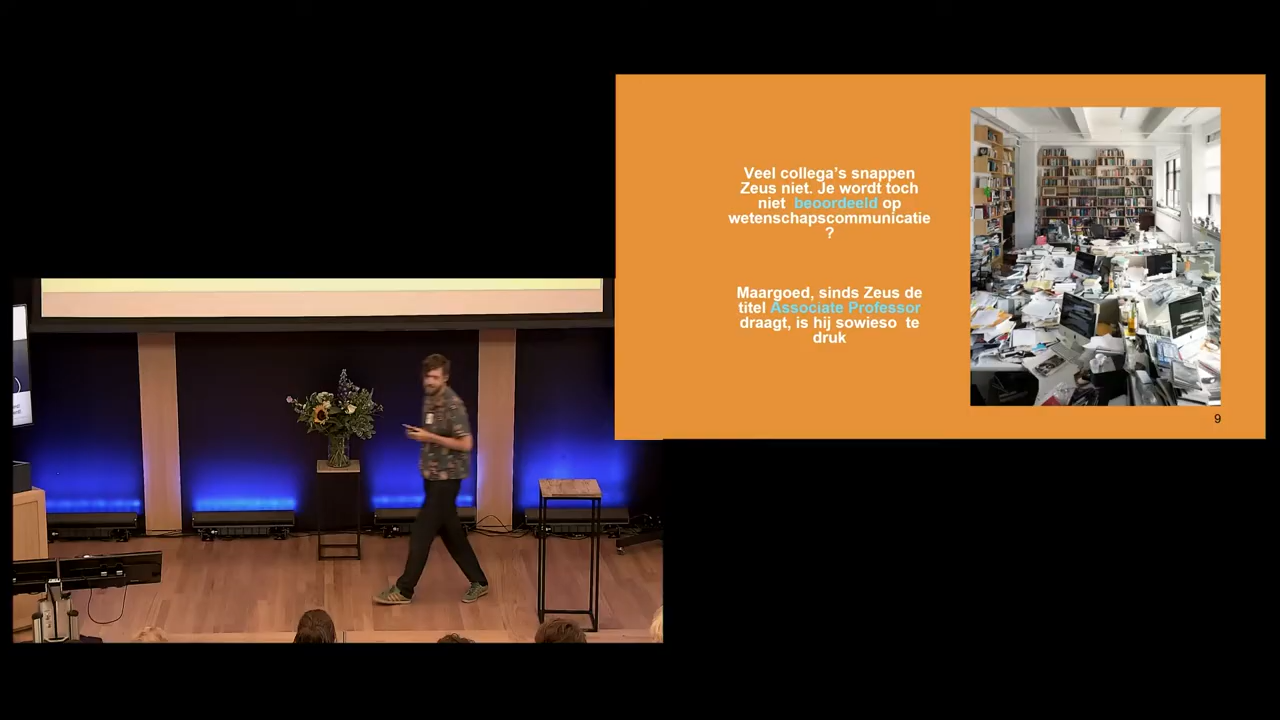 Veel collega’s snappen
Zeus niet. Je wordt toch
niet  beoordeeld op
wetenschapscommunicatie
?
Maargoed, sinds Zeus de
titel Associate Professor
draagt, is hij sowieso  te
druk
9